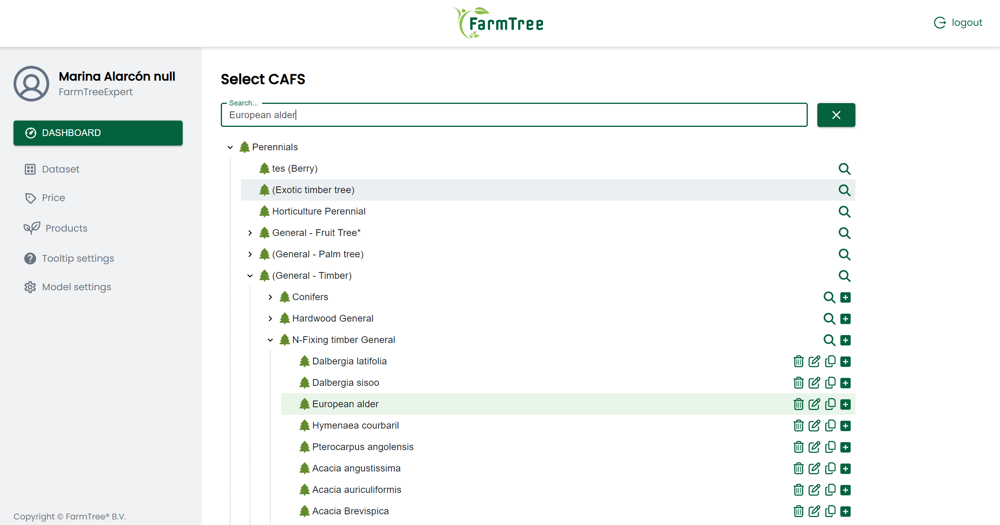 FarmTree
logout
Marina Alarcón null
FarmTreeExpert
DASHBOARD
Dataset
Price
Products
Tooltip settings
Model settings
Copyright © FarmTree® B.V.
Select CAFS
Search...
European alder
Perennials
tes (Berry)
(Exotic timber tree)
Horticulture Perennial
General - Fruit Tree*
(General - Palm tree)
(General - Timber)
Conifers
Hardwood General
N-Fixing timber General
Dalbergia latifolia
Dalbergia sisoo
European alder
Hymenaea courbaril
Pterocarpus angolensis
Acacia angustissima
Acacia auriculiformis
Acacia Brevispica